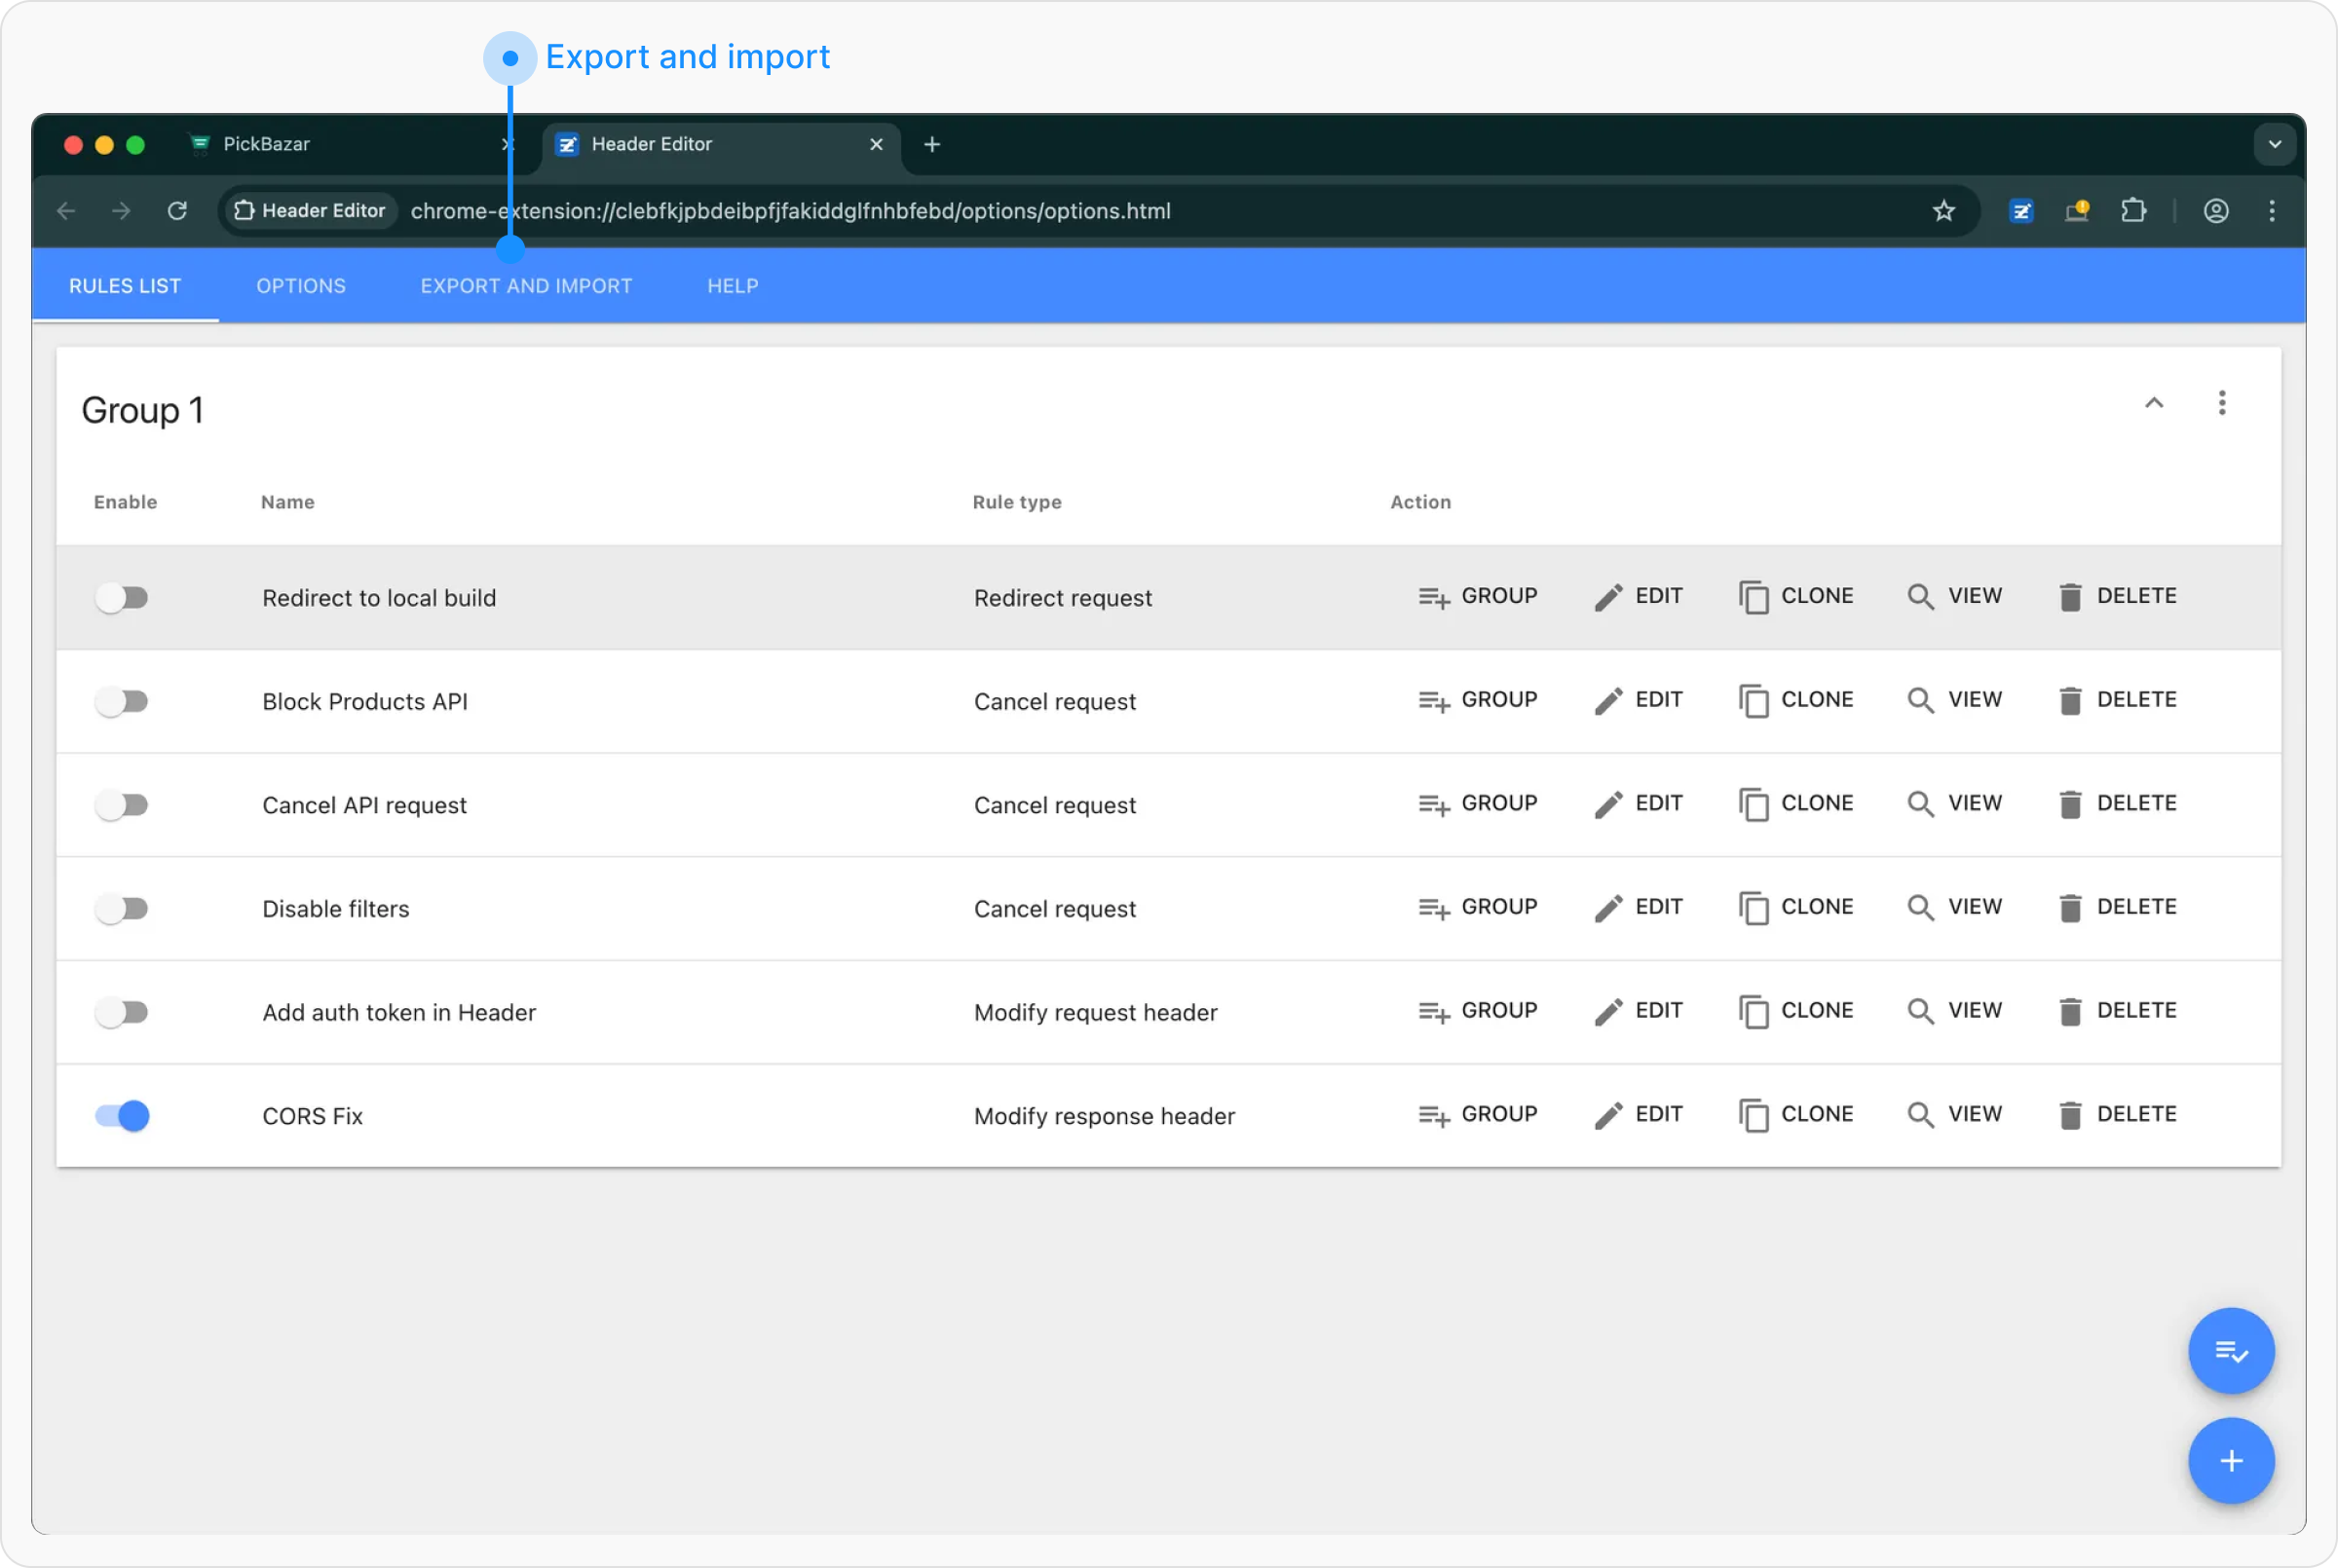 Export and import
PickBazar
Header Editor
Header Editor chrome-extension://clebfkjpbdeibpfjfakiddglfnhbfebd/options/options.html
RULES LIST OPTIONS EXPORT AND IMPORT HELP
Group 1
Enable Name Rule type Action
Redirect to local build Redirect request GROUP EDIT CLONE VIEW DELETE
Block Products API Cancel request GROUP EDIT CLONE VIEW DELETE
Cancel API request Cancel request GROUP EDIT CLONE VIEW DELETE
Disable filters Cancel request GROUP EDIT CLONE VIEW DELETE
Add auth token in Header Modify request header GROUP EDIT CLONE VIEW DELETE
CORS Fix Modify response header GROUP EDIT CLONE VIEW DELETE